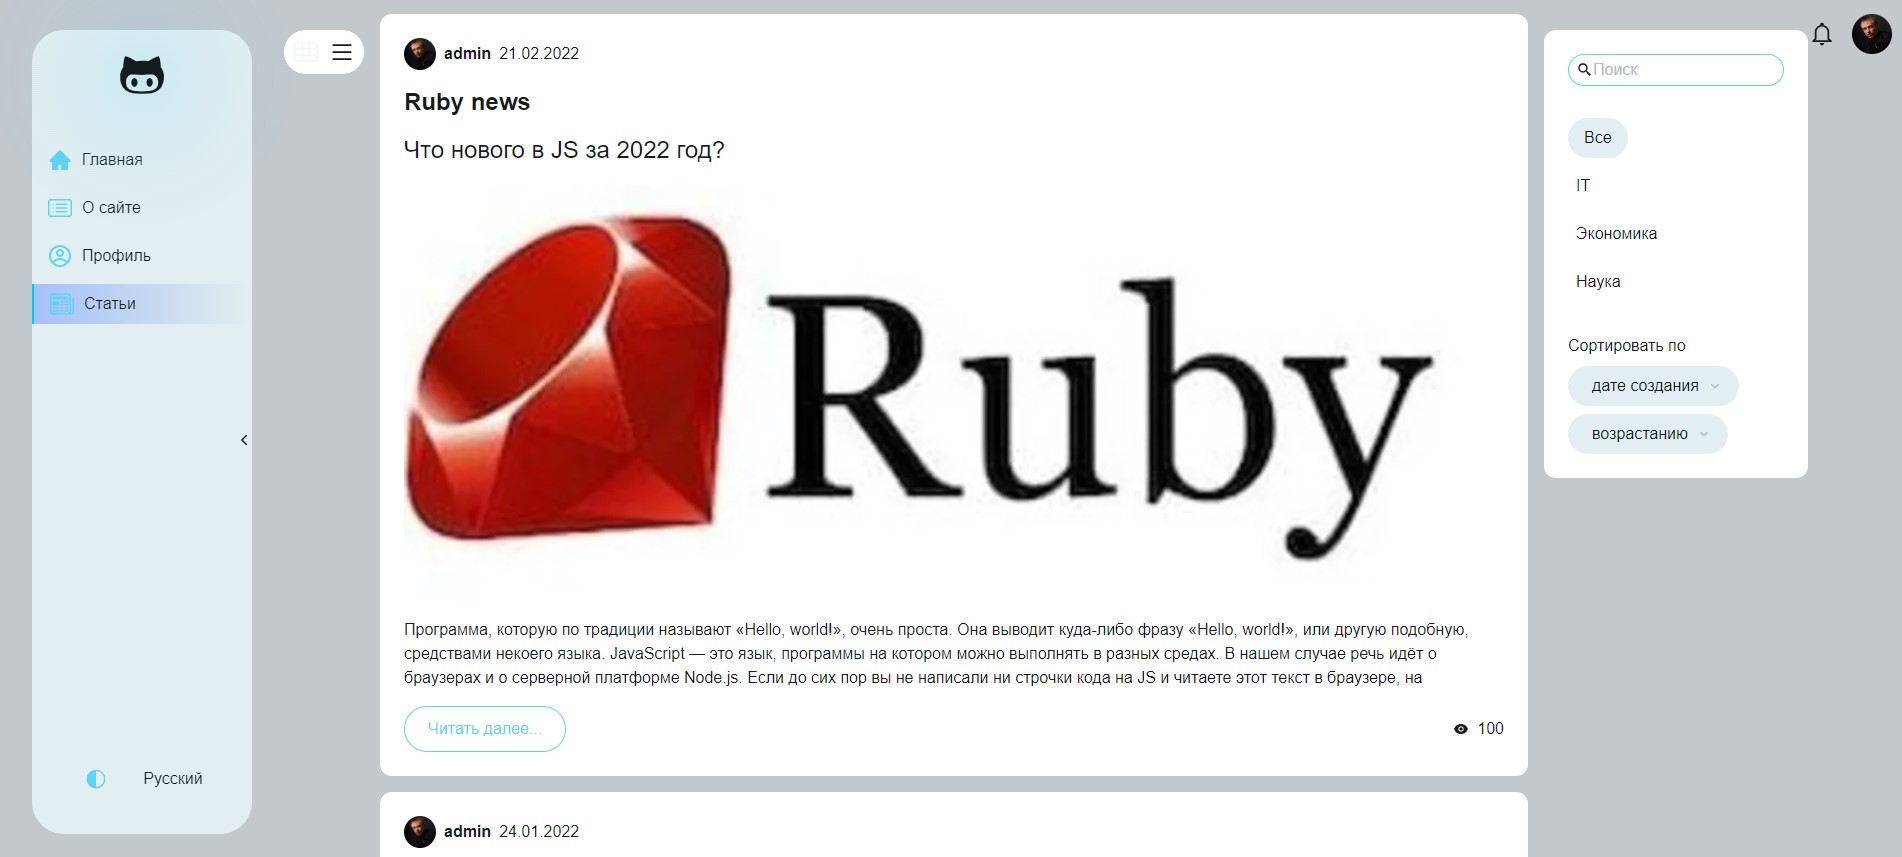 Главная
О сайте
Профиль
Статьи
Русский
admin 21.02.2022
Ruby news
Что нового в JS за 2022 год?
Ruby
Программа, которую по традиции называют «Hello, world!», очень проста. Она выводит куда-либо фразу «Hello, world!», или другую подобную,
средствами некоего языка. JavaScript — это язык, программы на котором можно выполнять в разных средах. В нашем случае речь идёт о
браузерах и о серверной платформе Node.js. Если до сих пор вы не написали ни строчки кода на JS и читаете этот текст в браузере, на
Читать далее...
100
admin 24.01.2022
Поиск
Все
IT
Экономика
Наука
Сортировать по
дате создания
возрастанию